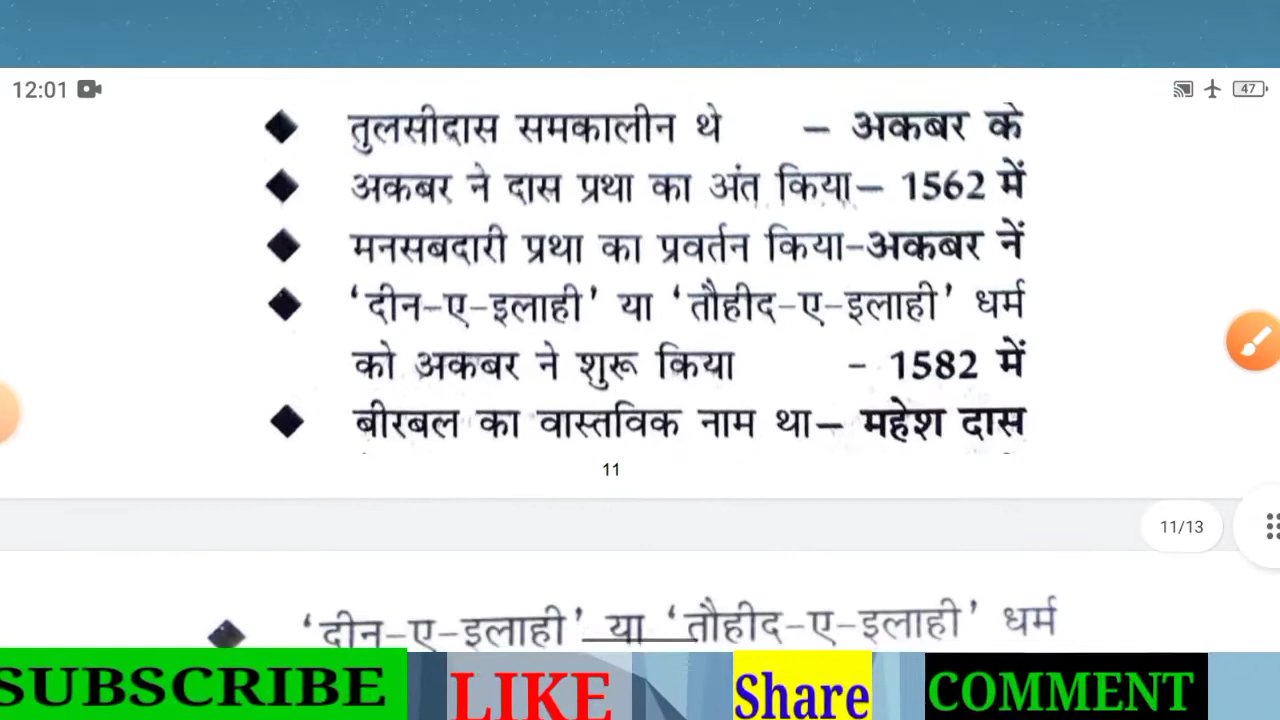 12:01
47
◆ तुलसीदास समकालीन थे – अकबर के
◆ अकबर ने दास प्रथा का अंत किया– 1562 में
◆ मनसबदारी प्रथा का प्रवर्तन किया–अकबर नें
◆ ‘दीन-ए-इलाही’ या ‘तौहीद-ए-इलाही’ धर्म
को अकबर ने शुरू किया – 1582 में
◆ बीरबल का वास्तविक नाम था– महेश दास
11
11/13
◆ ‘दीन-ए-इलाही’ या ‘तौहीद-ए-इलाही’ धर्म
SUBSCRIBE LIKE Share COMMENT